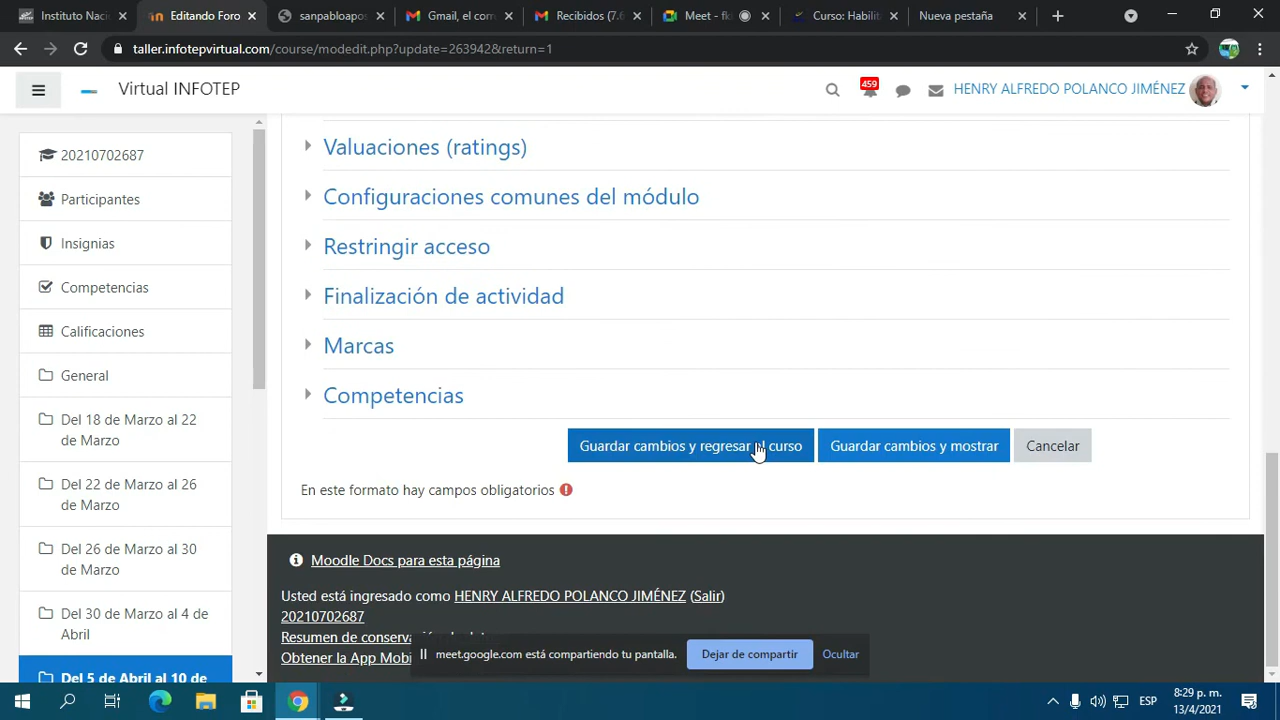 Instituto Nac
Editando Foro
sanpabloapos
Gmail, el corr
Recibidos (7.6
Meet - fk
Curso: Habilit
Nueva pestaña
taller.infotepvirtual.com/course/modedit.php?update=263942&return=1
Virtual INFOTEP
459
HENRY ALFREDO POLANCO JIMÉNEZ
20210702687
Participantes
Insignias
Competencias
Calificaciones
General
Del 18 de Marzo al 22
de Marzo
Del 22 de Marzo al 26
de Marzo
Del 26 de Marzo al 30
de Marzo
Del 30 de Marzo al 4 de
Abril
Del 5 de Abril al 10 de
Valuaciones (ratings)
Configuraciones comunes del módulo
Restringir acceso
Finalización de actividad
Marcas
Competencias
Guardar cambios y regresar al curso
Guardar cambios y mostrar
Cancelar
En este formato hay campos obligatorios
Moodle Docs para esta página
Usted está ingresado como HENRY ALFREDO POLANCO JIMÉNEZ (Salir)
20210702687
Resumen de conserva
Obtener la App Mobi
meet.google.com está compartiendo tu pantalla.
Dejar de compartir
Ocultar
ESP
8:29 p. m.
13/4/2021